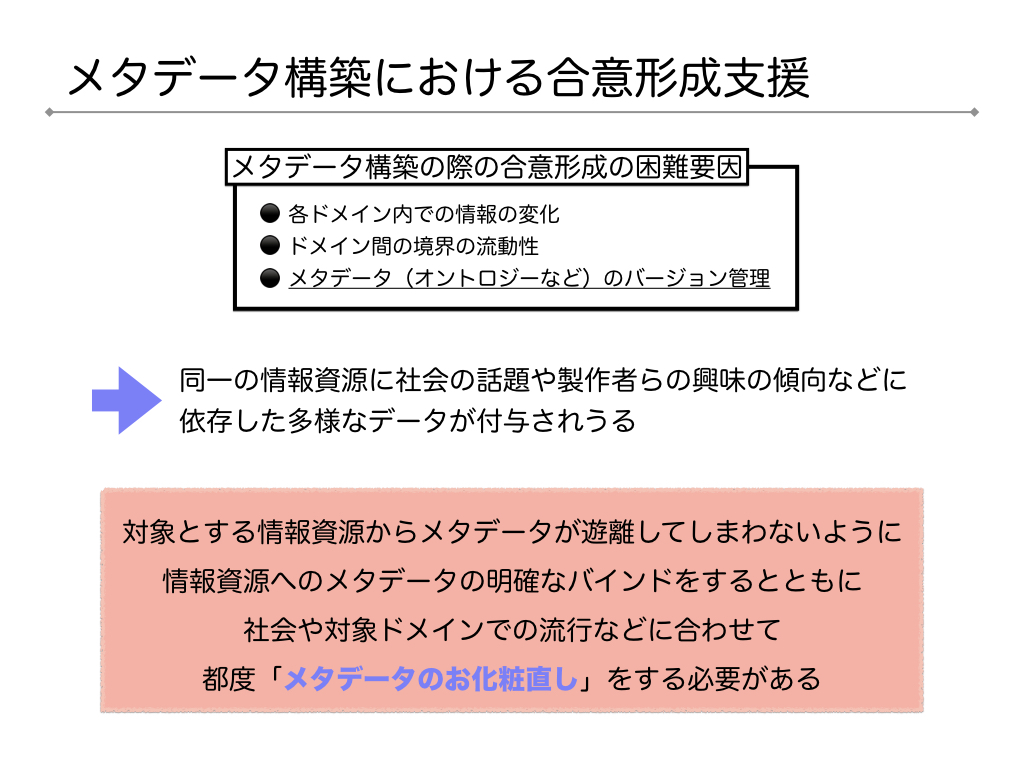 メタデータ構築における合意形成支援
メタデータ構築の際の合意形成の困難要因
● 各ドメイン内での情報の変化
● ドメイン間の境界の流動性
● メタデータ（オントロジーなど）のバージョン管理
同一の情報資源に社会の話題や製作者らの興味の傾向などに
依存した多様なデータが付与されうる
対象とする情報資源からメタデータが遊離してしまわないように
情報資源へのメタデータの明確なバインドをするとともに
社会や対象ドメインでの流行などに合わせて
都度「メタデータのお化粧直し」をする必要がある